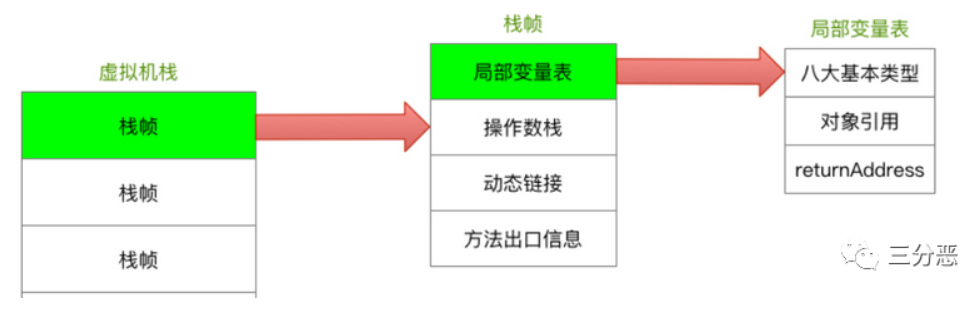 虚拟机栈
栈帧
栈帧
栈帧
栈帧
局部变量表
操作数栈
动态链接
方法出口信息
局部变量表
八大基本类型
对象引用
returnAddress
三分恶